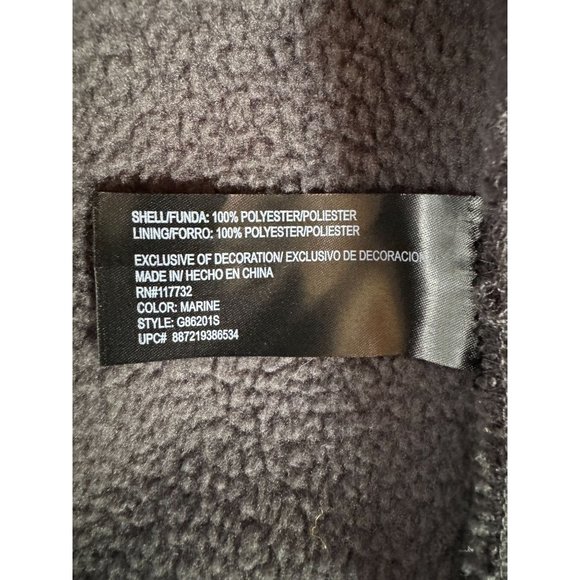 SHELL/FUNDA: 100% POLYESTER/POLIESTER
LINING/FORRO: 100% POLYESTER/POLIESTER
EXCLUSIVE OF DECORATION/ EXCLUSIVO DE DECORACION
MADE IN/ HECHO EN CHINA
RN#117732
COLOR: MARINE
STYLE: G86201S
UPC# 887219386534